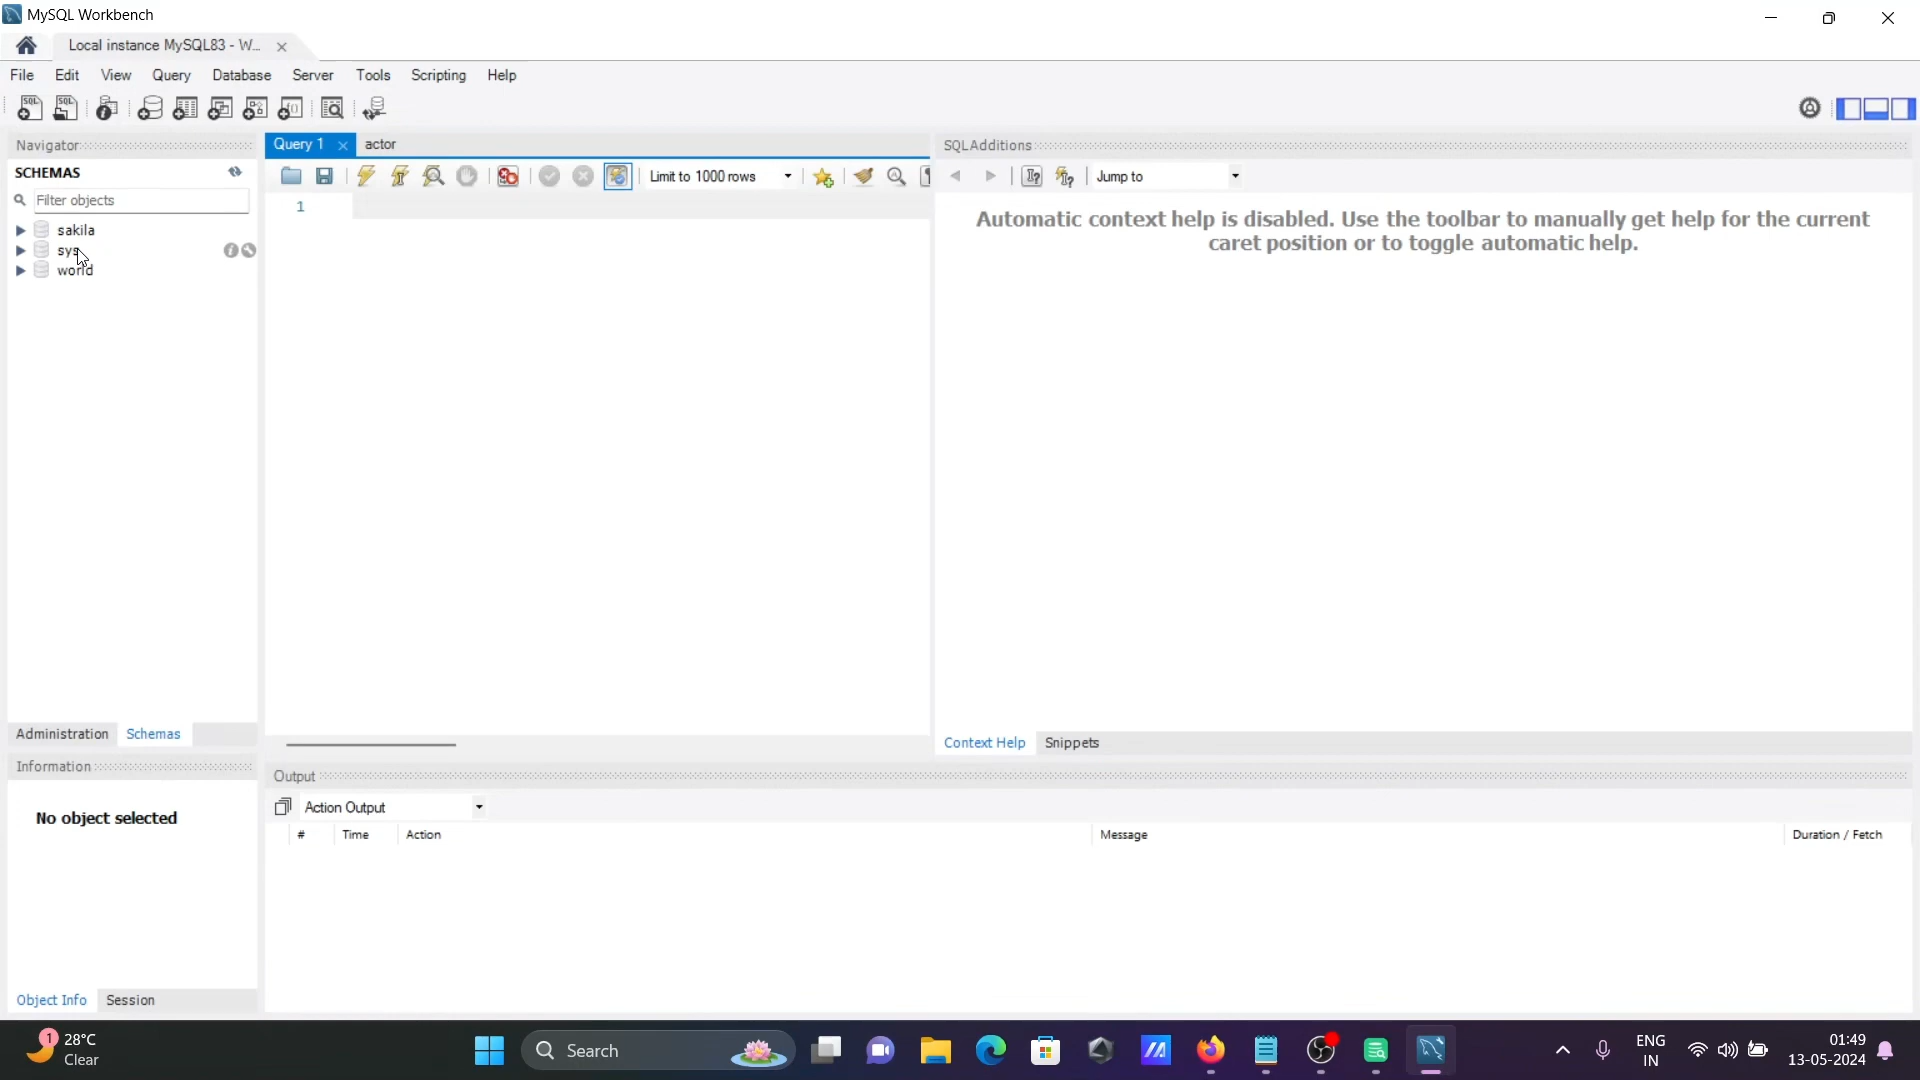 MySQL Workbench
Local instance MySQL83 - W...
File Edit View Query Database Server Tools Scripting Help
Navigator
Query 1
actor
SQLAdditions
SCHEMAS
Limit to 1000 rows
Jump to
Filter objects
1
Automatic context help is disabled. Use the toolbar to manually get help for the current
caret position or to toggle automatic help.
sakila
sys
world
Administration Schemas
Context Help Snippets
Information
Output
No object selected
Action Output
# Time Action Message Duration / Fetch
Object Info Session
1
28°C
Clear
Search
ENG
IN
01:49
13-05-2024